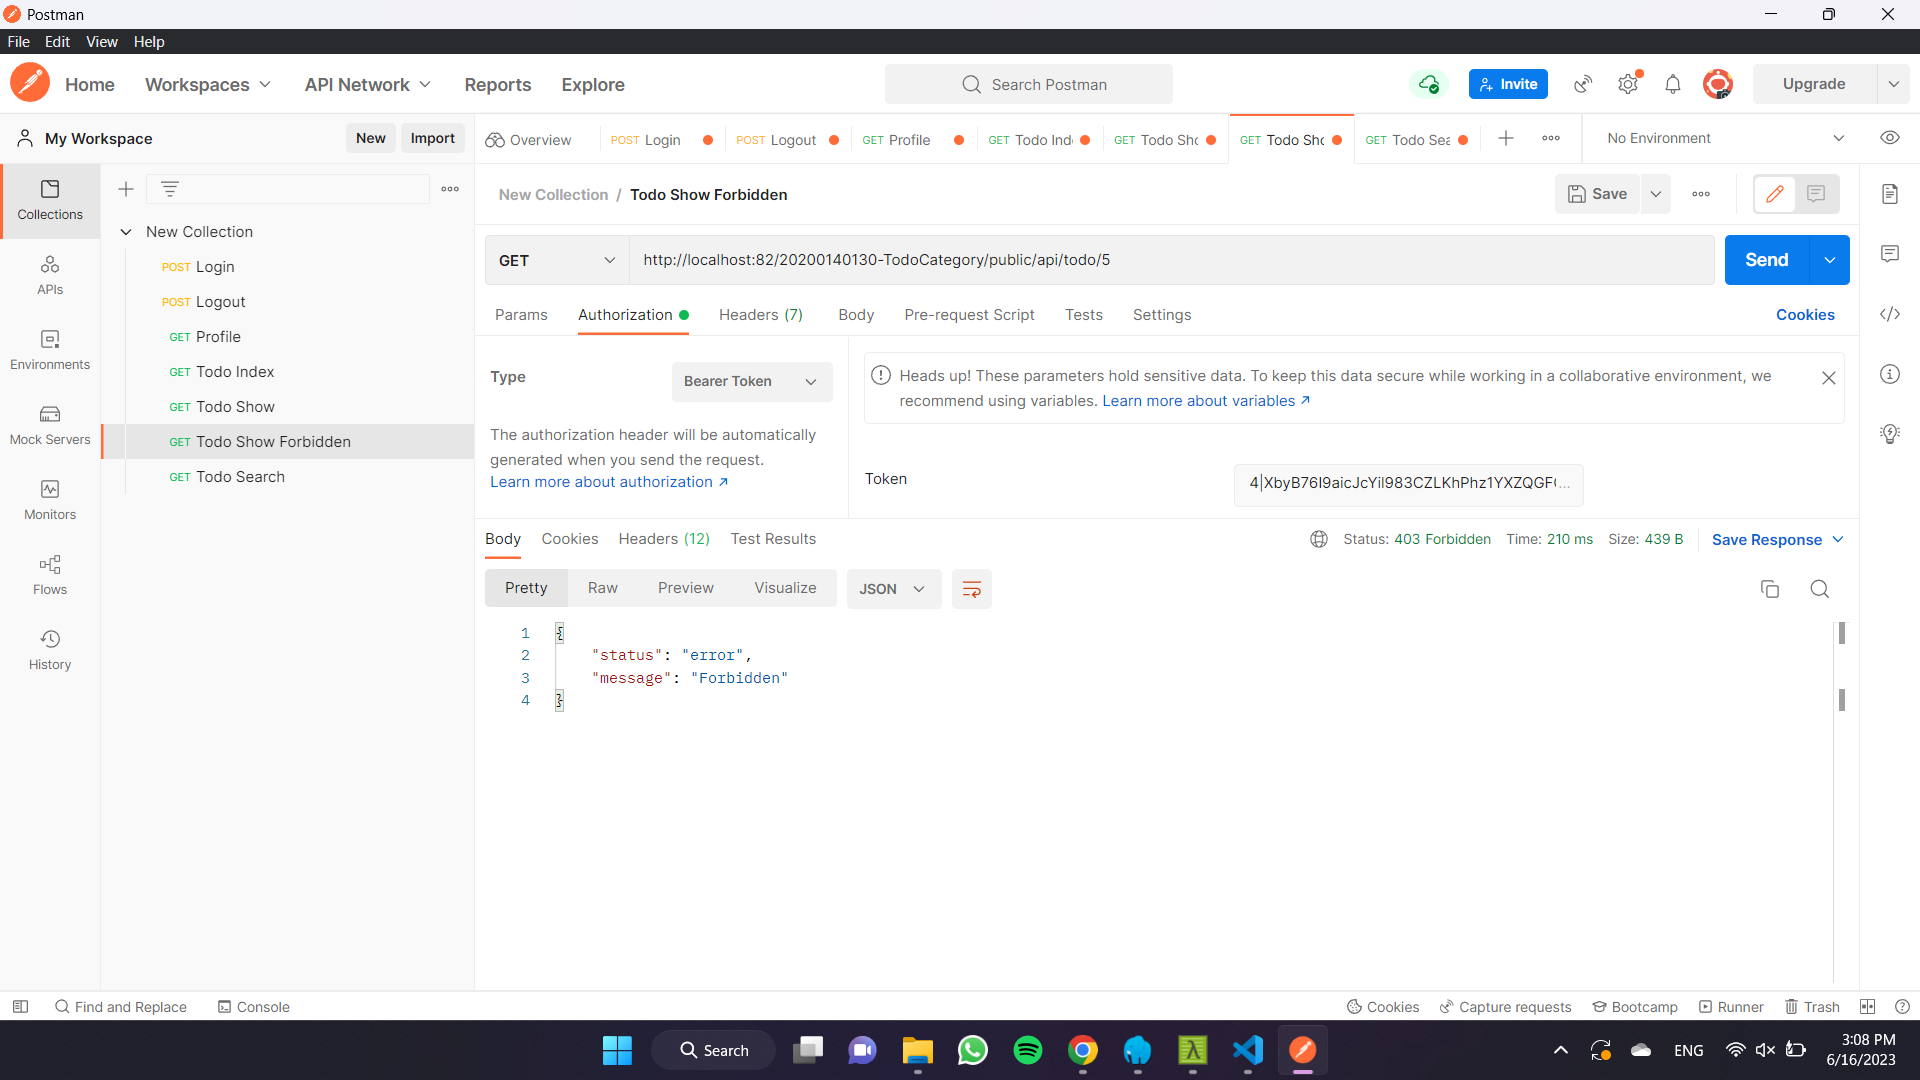 Postman
File Edit View Help
Home Workspaces API Network Reports Explore Search Postman Invite Upgrade
My Workspace New Import Overview POST Login POST Logout GET Profile GET Todo Ind GET Todo Sho GET Todo Sho GET Todo Sea No Environment
Collections
APIs
Environments
Mock Servers
Monitors
Flows
History
New Collection
POST Login
POST Logout
GET Profile
GET Todo Index
GET Todo Show
GET Todo Show Forbidden
GET Todo Search
New Collection / Todo Show Forbidden Save
GET http://localhost:82/20200140130-TodoCategory/public/api/todo/5 Send
Params Authorization Headers (7) Body Pre-request Script Tests Settings Cookies
Type Bearer Token
The authorization header will be automatically
generated when you send the request.
Learn more about authorization ↗
Heads up! These parameters hold sensitive data. To keep this data secure while working in a collaborative environment, we
recommend using variables. Learn more about variables ↗
Token
Body Cookies Headers (12) Test Results Status: 403 Forbidden Time: 210 ms Size: 439 B Save Response
Pretty Raw Preview Visualize JSON
1 {
2 "status": "error",
3 "message": "Forbidden"
4 }
Find and Replace Console Cookies Capture requests Bootcamp Runner Trash
Search ENG 3:08 PM
6/16/2023